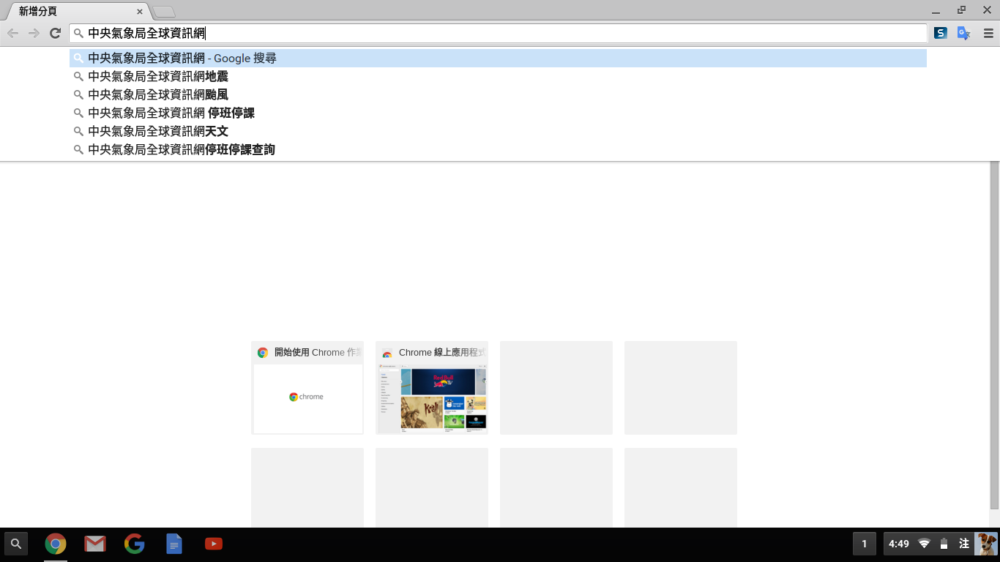 新增分頁
中央氣象局全球資訊網
中央氣象局全球資訊網 - Google 搜尋
中央氣象局全球資訊網地震
中央氣象局全球資訊網颱風
中央氣象局全球資訊網 停班停課
中央氣象局全球資訊網天文
中央氣象局全球資訊網停班停課查詢
開始使用 Chrome 作業
Chrome 線上應用程式
chrome
Red Bull
TV
Krall
1
4:49
注